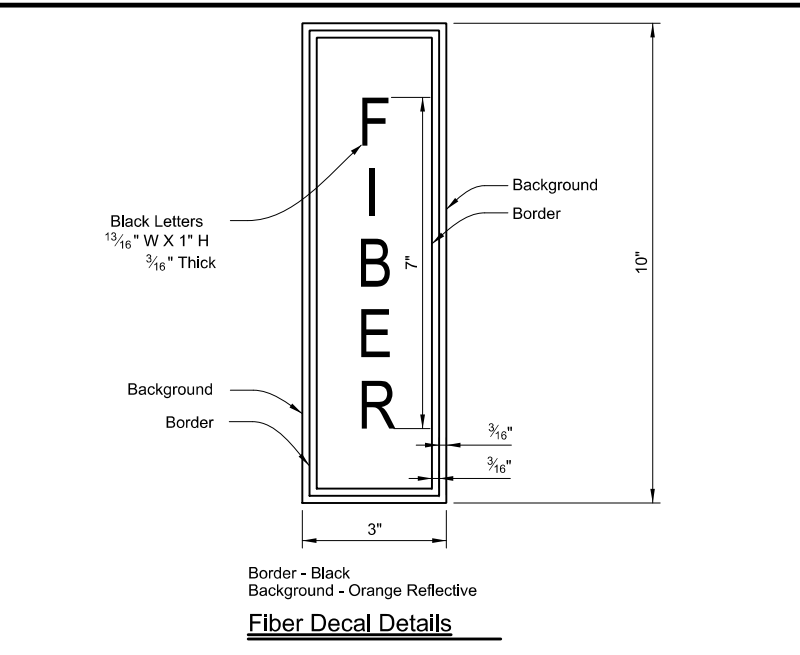 F
I
B
E
R
7"
10"
Background
Border
Black Letters
13/16" W X 1" H
3/16" Thick
Background
Border
3/16"
3/16"
3"
Border - Black
Background - Orange Reflective
Fiber Decal Details